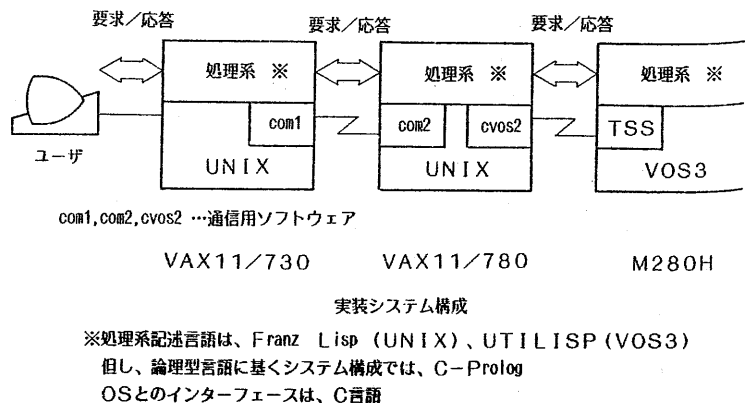 要求／応答 要求／応答 要求／応答
処理系 ※ 処理系 ※ 処理系 ※
com1 com2 cvos2 TSS
ユーザ UNIX UNIX VOS3
com1,com2,cvos2 …通信用ソフトウェア
VAX11／730 VAX11／780 M280H
実装システム構成
※処理系記述言語は、Franz Lisp (UNIX)、UTILISP(VOS3)
但し、論理型言語に基くシステム構成では、C－Prolog
OSとのインターフェースは、C言語